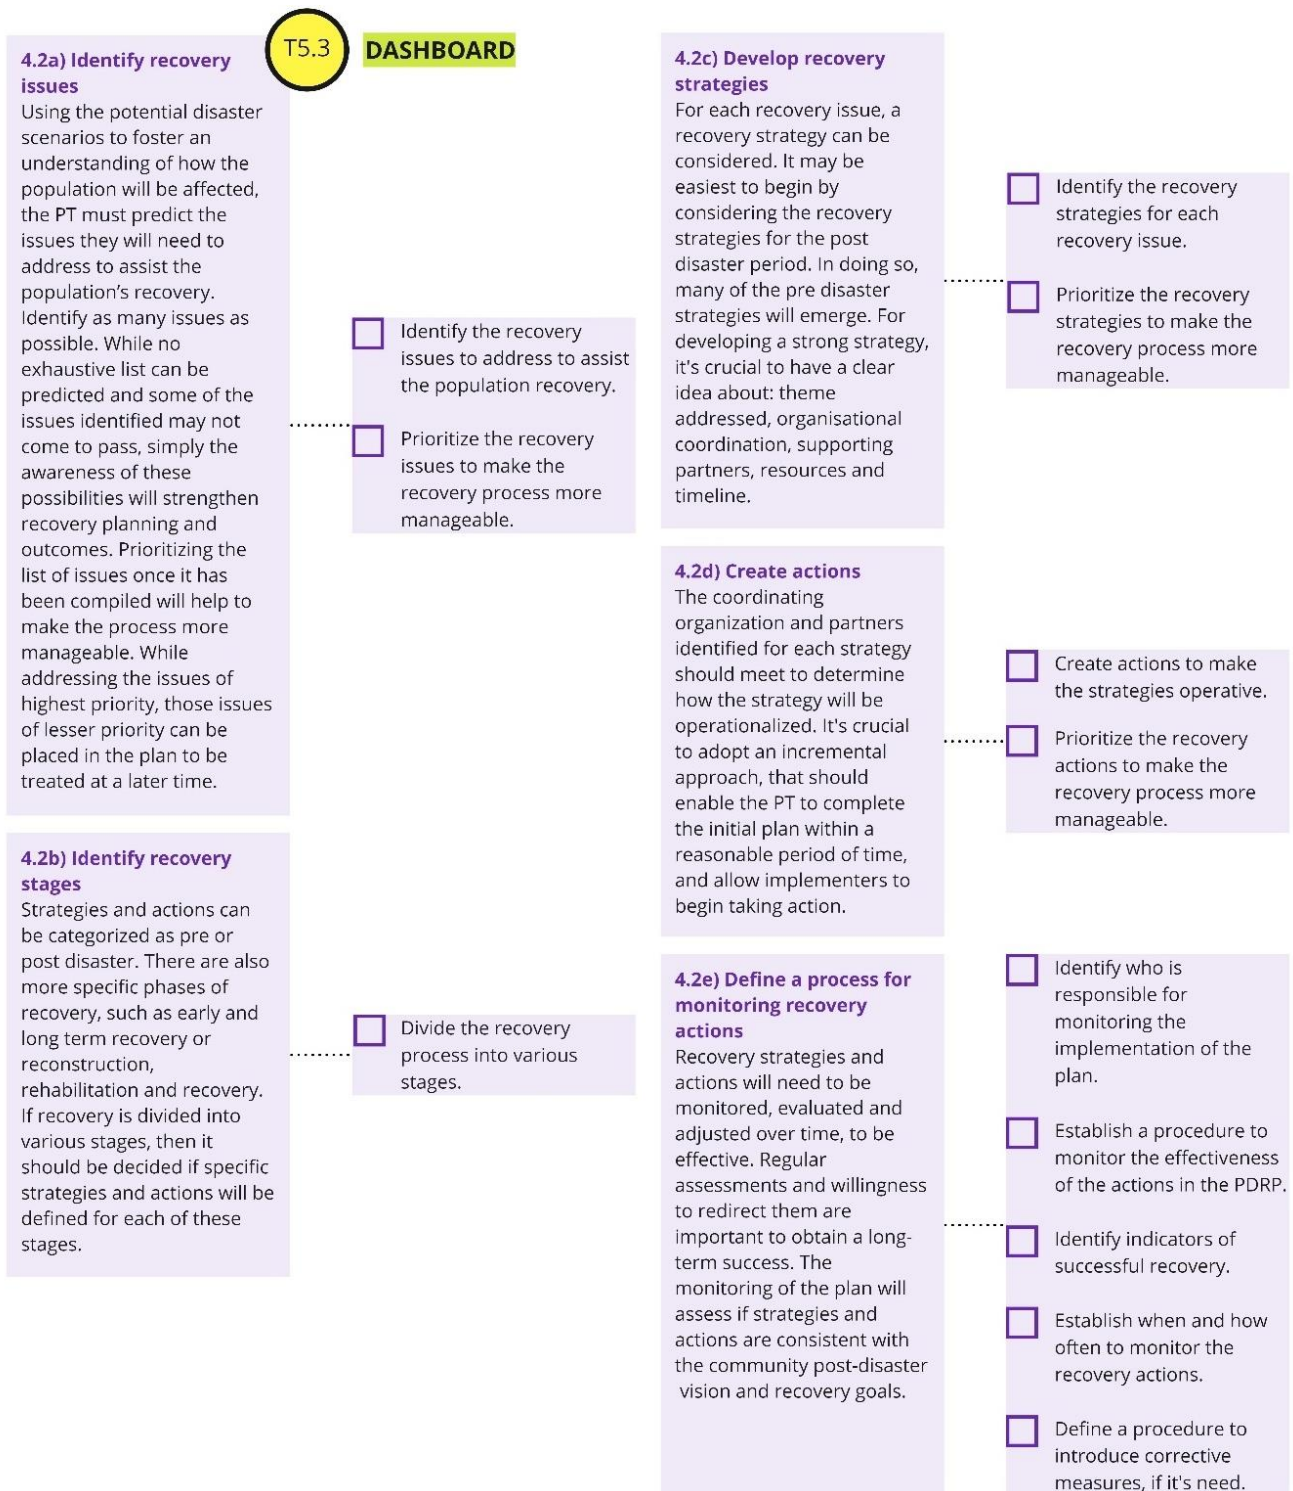 T5.3
DASHBOARD
4.2a) Identify recovery
issues
Using the potential disaster
scenarios to foster an
understanding of how the
population will be affected,
the PT must predict the
issues they will need to
address to assist the
population's recovery.
Identify as many issues as
possible. While no
exhaustive list can be
predicted and some of the
issues identified may not
come to pass, simply the
awareness of these
possibilities will strengthen
recovery planning and
outcomes. Prioritizing the
list of issues once it has
been compiled will help to
make the process more
manageable. While
addressing the issues of
highest priority, those issues
of lesser priority can be
placed in the plan to be
treated at a later time.
Identify the recovery
issues to address to assist
the population recovery.
Prioritize the recovery
issues to make the
recovery process more
manageable.
4.2b) Identify recovery
stages
Strategies and actions can
be categorized as pre or
post disaster. There are also
more specific phases of
recovery, such as early and
long term recovery or
reconstruction,
rehabilitation and recovery.
If recovery is divided into
various stages, then it
should be decided if specific
strategies and actions will be
defined for each of these
stages.
Divide the recovery
process into various
stages.
4.2c) Develop recovery
strategies
For each recovery issue, a
recovery strategy can be
considered. It may be
easiest to begin by
considering the recovery
strategies for the post
disaster period. In doing so,
many of the pre disaster
strategies will emerge. For
developing a strong strategy,
it's crucial to have a clear
idea about: theme
addressed, organisational
coordination, supporting
partners, resources and
timeline.
Identify the recovery
strategies for each
recovery issue.
Prioritize the recovery
strategies to make the
recovery process more
manageable.
4.2d) Create actions
The coordinating
organization and partners
identified for each strategy
should meet to determine
how the strategy will be
operationalized. It's crucial
to adopt an incremental
approach, that should
enable the PT to complete
the initial plan within a
reasonable period of time,
and allow implementers to
begin taking action.
Create actions to make
the strategies operative.
Prioritize the recovery
actions to make the
recovery process more
manageable.
4.2e) Define a process for
monitoring recovery
actions
Recovery strategies and
actions will need to be
monitored, evaluated and
adjusted over time, to be
effective. Regular
assessments and willingness
to redirect them are
important to obtain a long-
term success. The
monitoring of the plan will
assess if strategies and
actions are consistent with
the community post-disaster
vision and recovery goals.
Identify who is
responsible for
monitoring the
implementation of the
plan.
Establish a procedure to
monitor the effectiveness
of the actions in the PDRP.
Identify indicators of
successful recovery.
Establish when and how
often to monitor the
recovery actions.
Define a procedure to
introduce corrective
measures, if it's need.